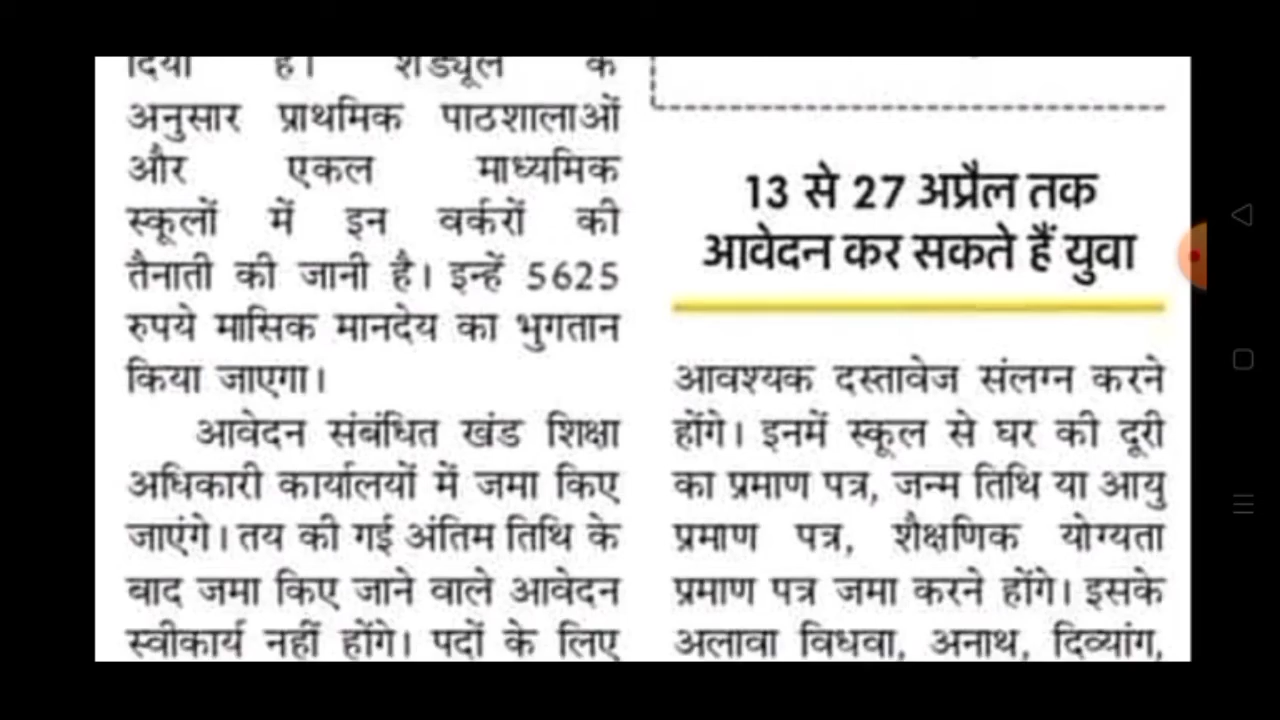 दिया है। शेड्यूल के
अनुसार प्राथमिक पाठशालाओं
और एकल माध्यमिक
स्कूलों में इन वर्करों की
तैनाती की जानी है। इन्हें 5625
रुपये मासिक मानदेय का भुगतान
किया जाएगा।
आवेदन संबंधित खंड शिक्षा
अधिकारी कार्यालयों में जमा किए
जाएंगे। तय की गई अंतिम तिथि के
बाद जमा किए जाने वाले आवेदन
स्वीकार्य नहीं होंगे। पदों के लिए
13 से 27 अप्रैल तक
आवेदन कर सकते हैं युवा
आवश्यक दस्तावेज संलग्न करने
होंगे। इनमें स्कूल से घर की दूरी
का प्रमाण पत्र, जन्म तिथि या आयु
प्रमाण पत्र, शैक्षणिक योग्यता
प्रमाण पत्र जमा करने होंगे। इसके
अलावा विधवा, अनाथ, दिव्यांग,